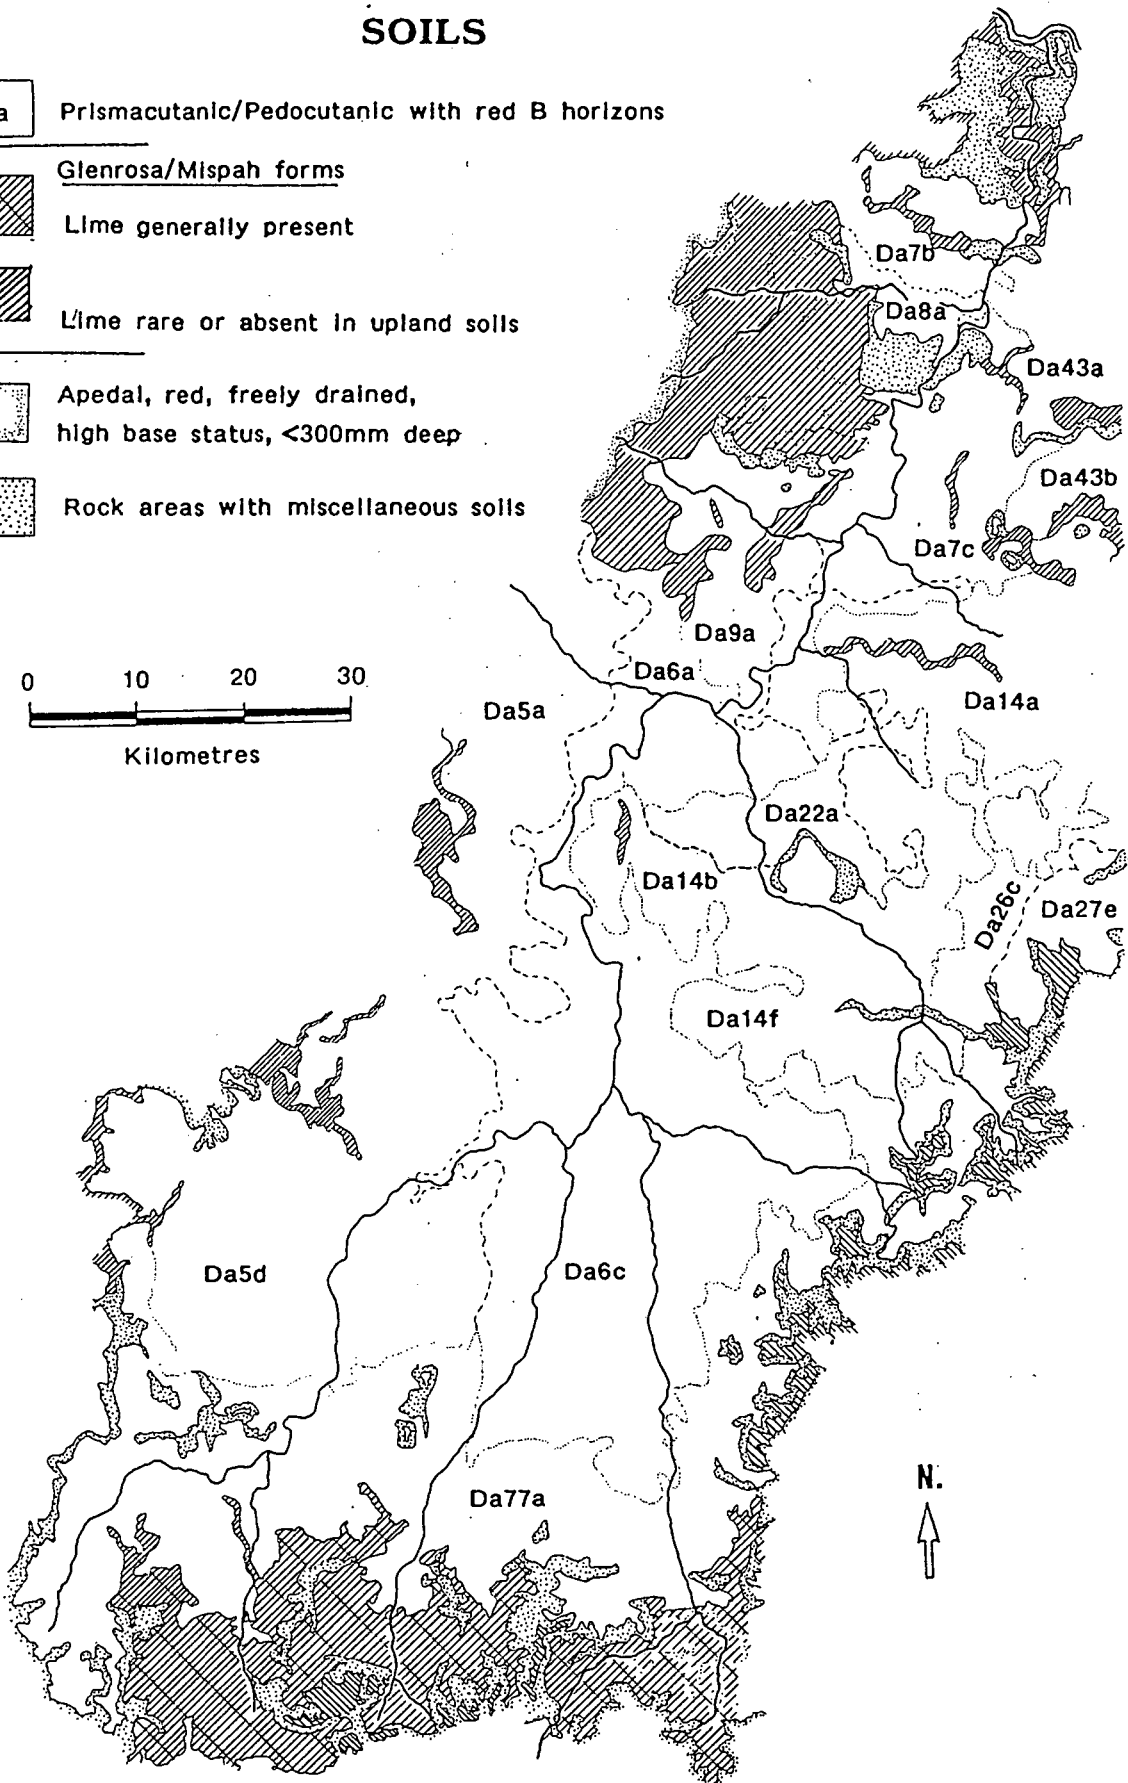 SOILS
a Prismacutanic/Pedocutanic with red B horizons
Glenrosa/Mispah forms
Lime generally present
Lime rare or absent in upland soils
Apedal, red, freely drained,
high base status, <300mm deep
Rock areas with miscellaneous soils
Da7b
Da8a
Da43a
Da43b
Da7c
Da9a
Da6a
0 10 20 30
Kilometres
Da5a
Da14a
Da22a
Da14b
Da26c
Da27e
Da14f
Da5d
Da6c
Da77a
N.